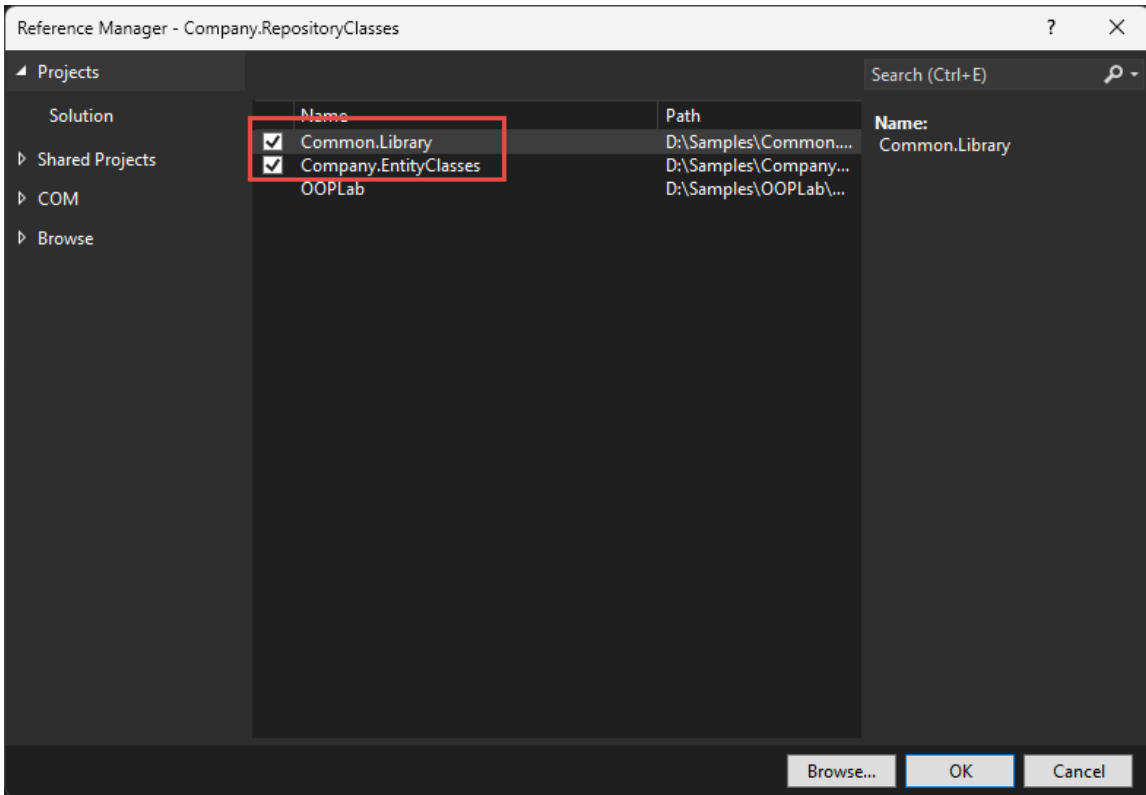 Reference Manager - Company.RepositoryClasses ?
Projects
Search (Ctrl+E)
Solution
Shared Projects
COM
Browse
Name Path
Common.Library D:\Samples\Common....
Company.EntityClasses D:\Samples\Company...
OOPLab D:\Samples\OOPLab\...
Name:
Common.Library
Browse... OK Cancel